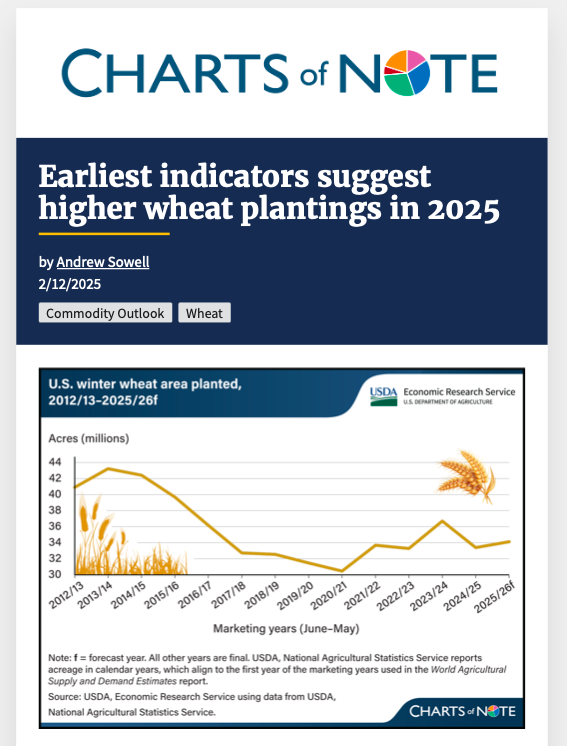 CHARTS of NOTE
Earliest indicators suggest
higher wheat plantings in 2025
by Andrew Sowell
2/12/2025
Commodity Outlook Wheat
U.S. winter wheat area planted,
2012/13–2025/26f
USDA Economic Research Service
U.S. DEPARTMENT OF AGRICULTURE
Acres (millions)
44
42
40
38
36
34
32
30
2012/13 2013/14 2014/15 2015/16 2016/17 2017/18 2018/19 2019/20 2020/21 2021/22 2022/23 2023/24 2024/25 2025/26f
Marketing years (June–May)
Note: f = forecast year. All other years are final. USDA, National Agricultural Statistics Service reports
acreage in calendar years, which align to the first year of the marketing years used in the World Agricultural
Supply and Demand Estimates report.
Source: USDA, Economic Research Service using data from USDA,
National Agricultural Statistics Service.
CHARTS of NOTE